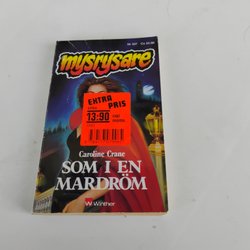 mysrysare
EXTRA
PRIS
13:90
Caroline Crane
SOM I EN
MARDRÖM
Winther